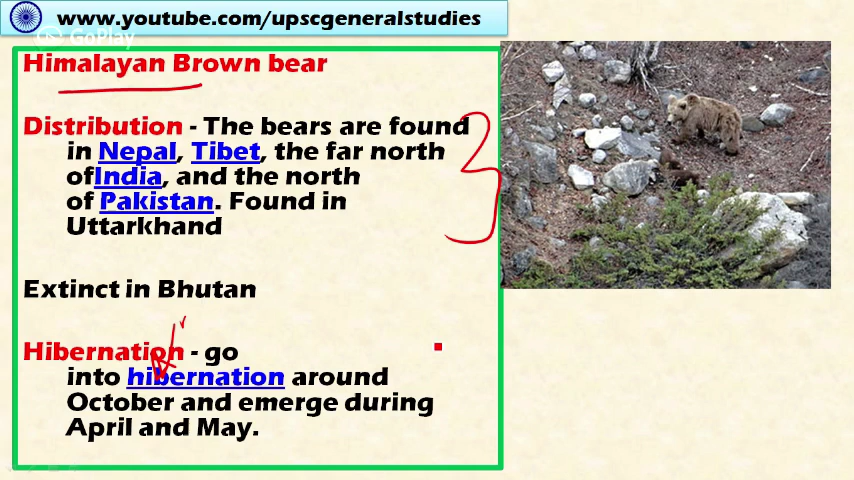 www.youtube.com/upscgeneralstudies
GoPlay
Himalayan Brown bear
Distribution - The bears are found
in Nepal, Tibet, the far north
ofIndia, and the north
of Pakistan. Found in
Uttarkhand
Extinct in Bhutan
Hibernation - go
into hibernation around
October and emerge during
April and May.